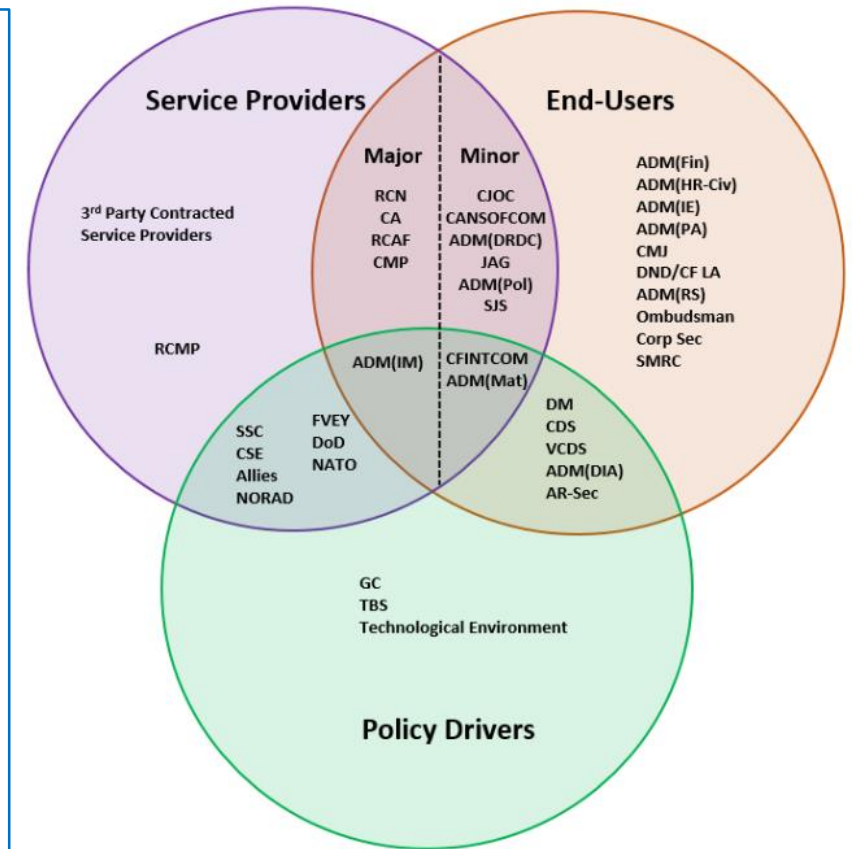 Service Providers
End-Users
Major
Minor
RCN
CA
RCAF
CMP
CJOC
CANSOFCOM
ADM(DRDC)
JAG
ADM(Pol)
SJS
ADM(Fin)
ADM(HR-Civ)
ADM(IE)
ADM(PA)
CMJ
DND/CF LA
ADM(RS)
Ombudsman
Corp Sec
SMRC
3rd Party Contracted
Service Providers
RCMP
ADM(IM)
CFINTCOM
ADM(Mat)
SSC
CSE
Allies
NORAD
FVEY
DoD
NATO
DM
CDS
VCDS
ADM(DIA)
AR-Sec
GC
TBS
Technological Environment
Policy Drivers